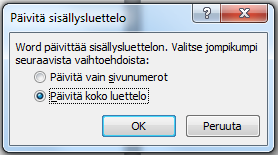 Päivitä sisällysluettelo
Word päivittää sisällysluettelon. Valitse jompikumpi
seuraavista vaihtoehdoista:
Päivitä vain sivunumerot
Päivitä koko luettelo
OK Peruuta